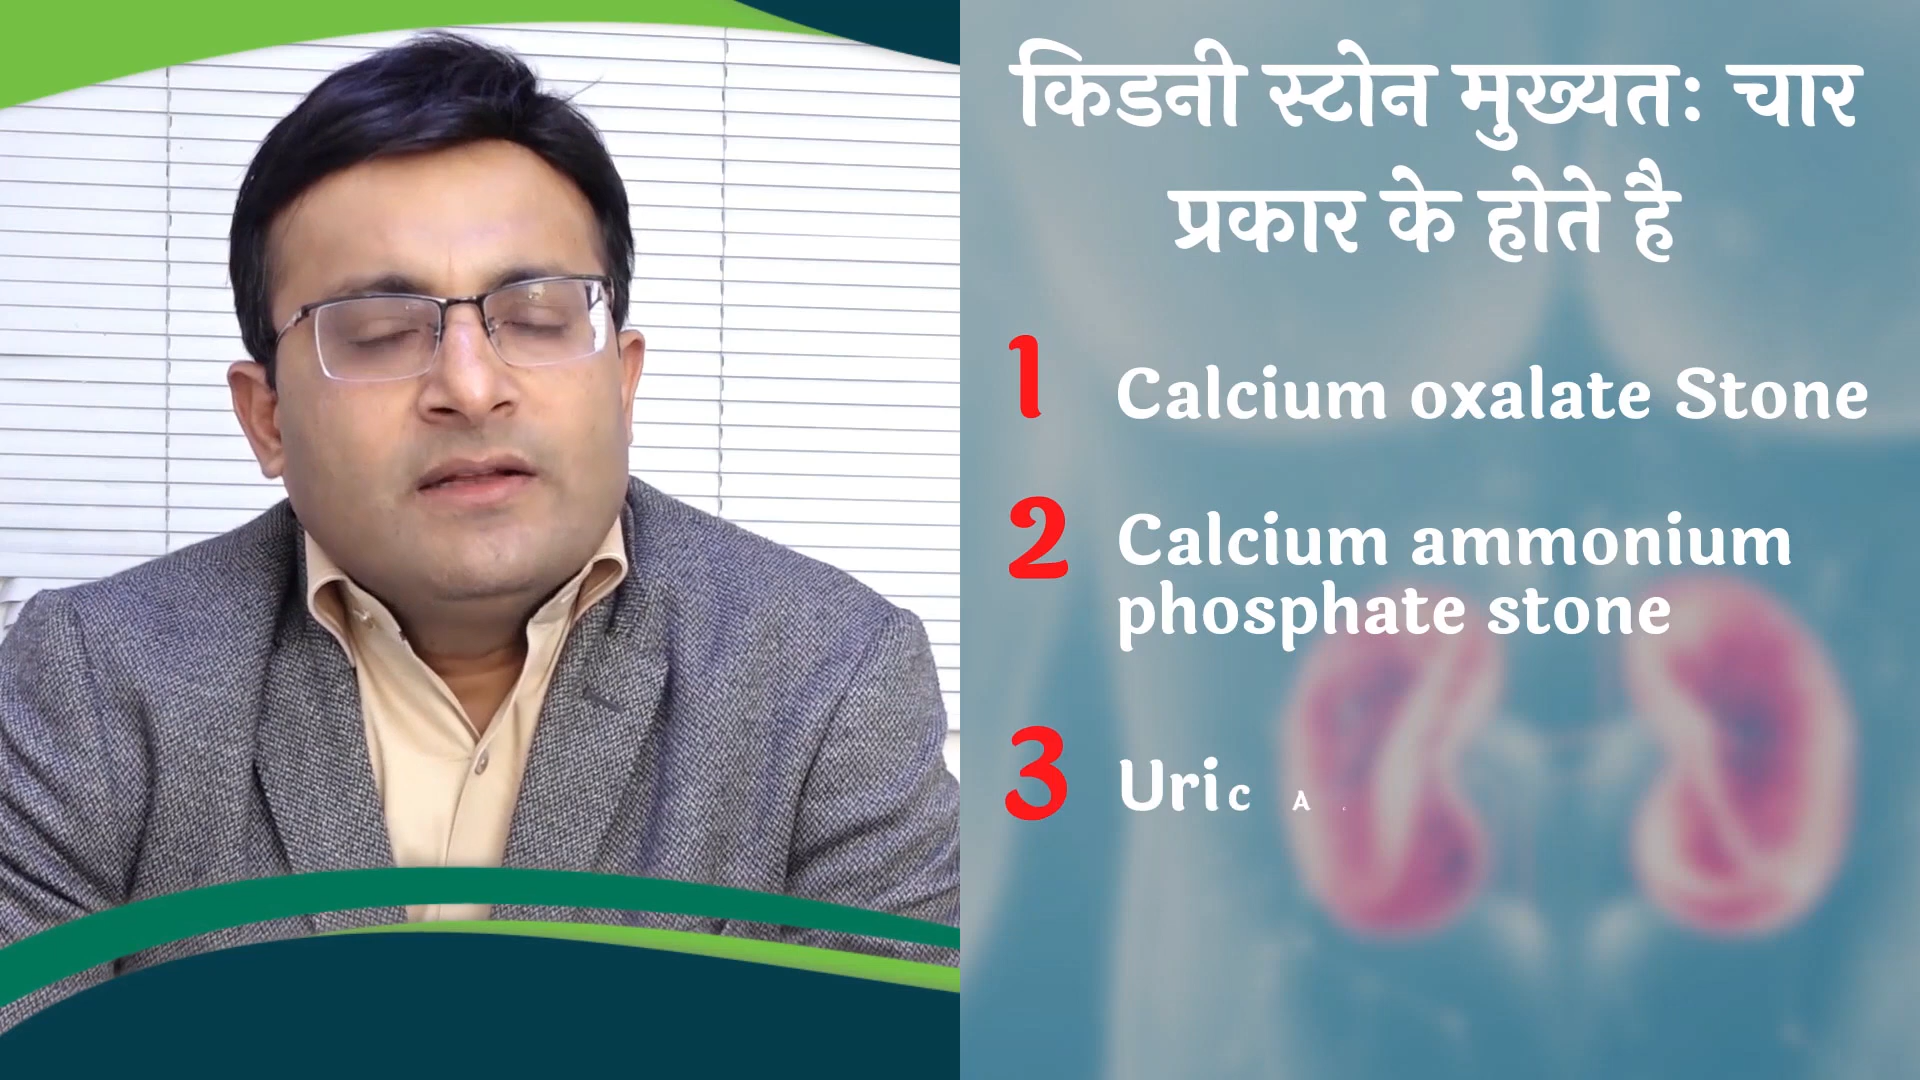 किडनी स्टोन मुख्यतः चार
प्रकार के होते है
1 Calcium oxalate Stone
2 Calcium ammonium
phosphate stone
3 Uric A